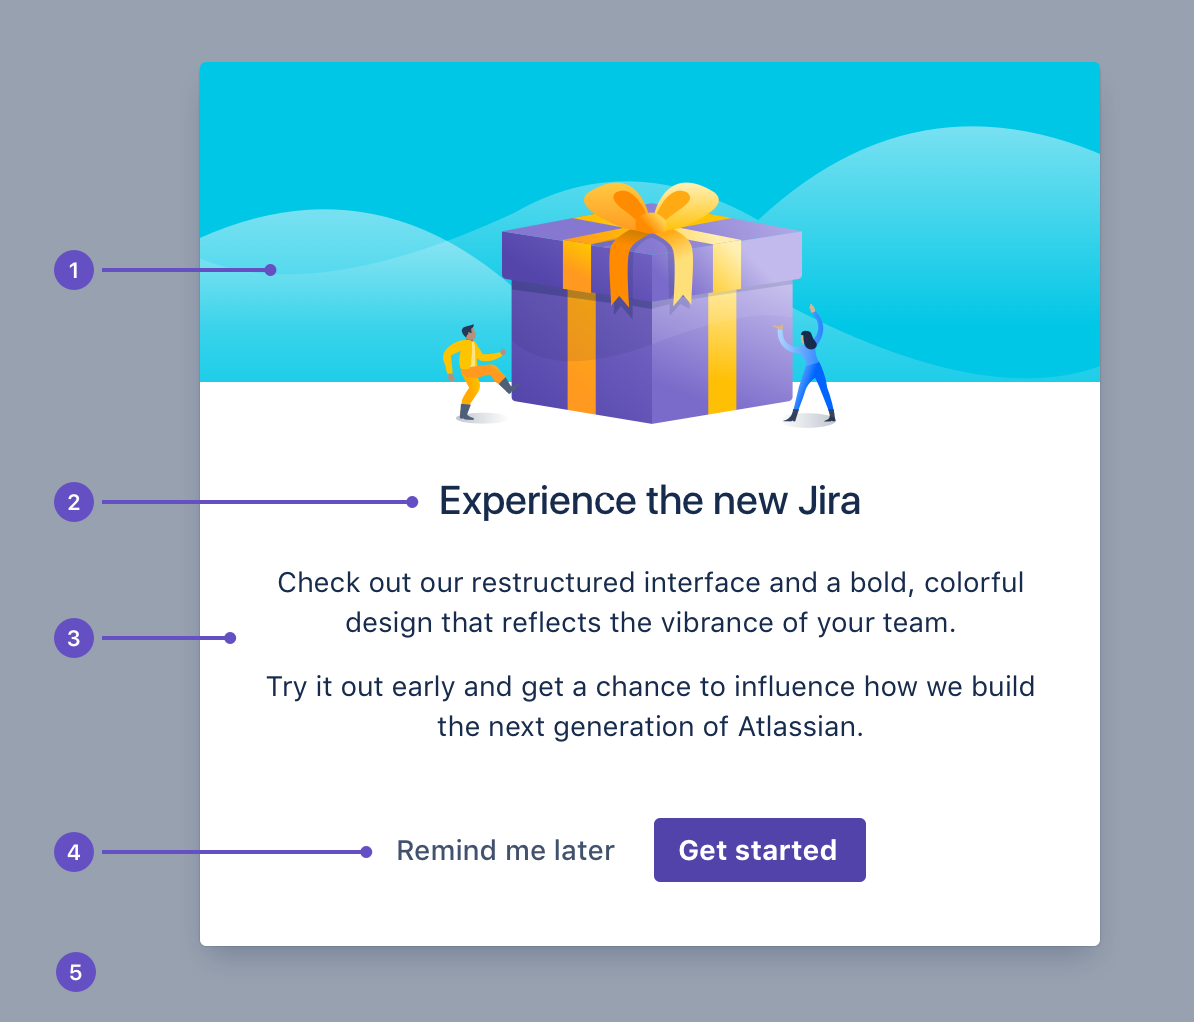 1
2 Experience the new Jira
Check out our restructured interface and a bold, colorful
design that reflects the vibrance of your team.
3
Try it out early and get a chance to influence how we build
the next generation of Atlassian.
4 Remind me later Get started
5